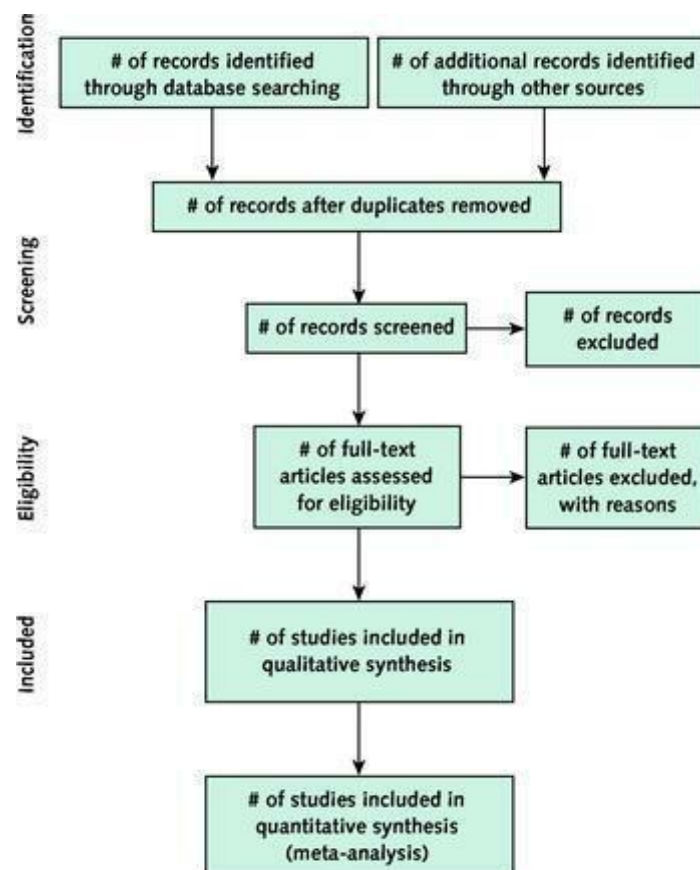 Identification
# of records identified
through database searching
# of additional records identified
through other sources
# of records after duplicates removed
Screening
# of records screened
# of records
excluded
Eligibility
# of full-text
articles assessed
for eligibility
# of full-text
articles excluded,
with reasons
Included
# of studies included in
qualitative synthesis
# of studies included in
quantitative synthesis
(meta-analysis)